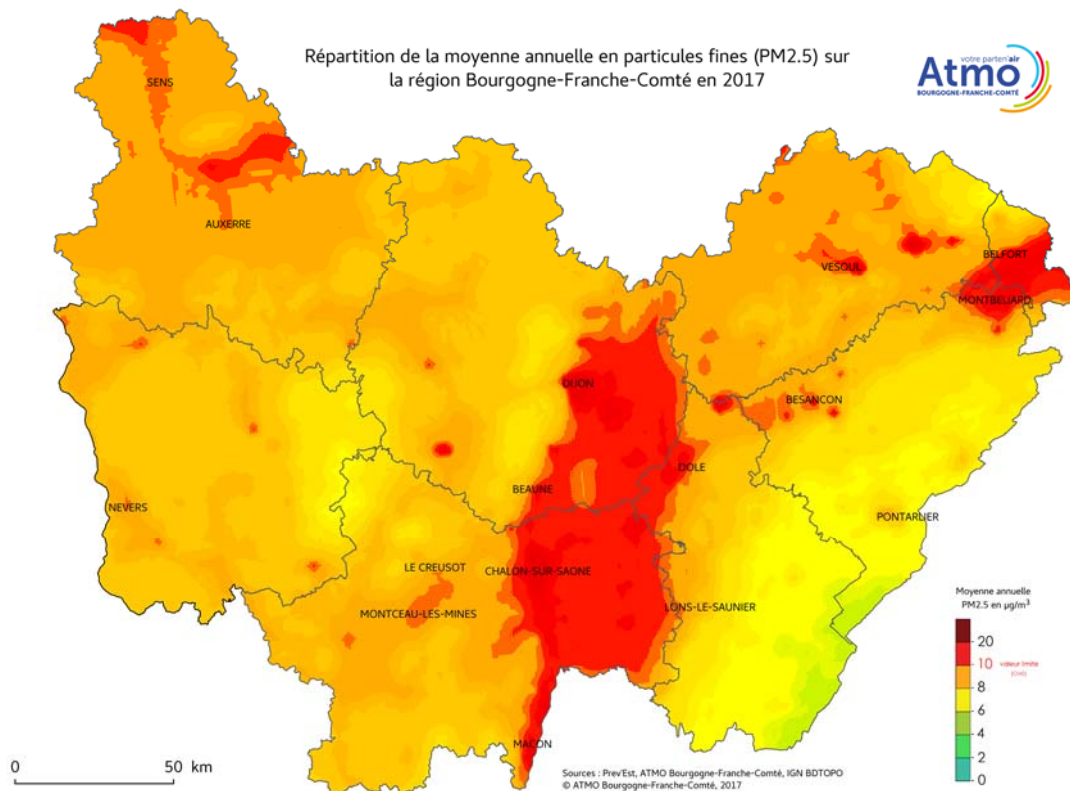 Répartition de la moyenne annuelle en particules fines (PM2.5) sur
la région Bourgogne-Franche-Comté en 2017
votre parten'air
Atmo
BOURGOGNE-FRANCHE-COMTÉ
SENS
AUXERRE
BELFORT
VESOUL
MONTBELIARD
DIJON
BESANCON
DOLE
BEAUNE
NEVERS
PONTARLIER
LE CREUSOT
CHALON-SUR-SAONE
MONTCEAU-LES-MINES
LONS-LE-SAUNIER
MACON
Moyenne annuelle
PM2.5 en µg/m³
20
10 valeur limite
(OMS)
8
6
4
2
0
0 50 km
Sources : Prev'Est, ATMO Bourgogne-Franche-Comté, IGN BDTOPO
© ATMO Bourgogne-Franche-Comté, 2017